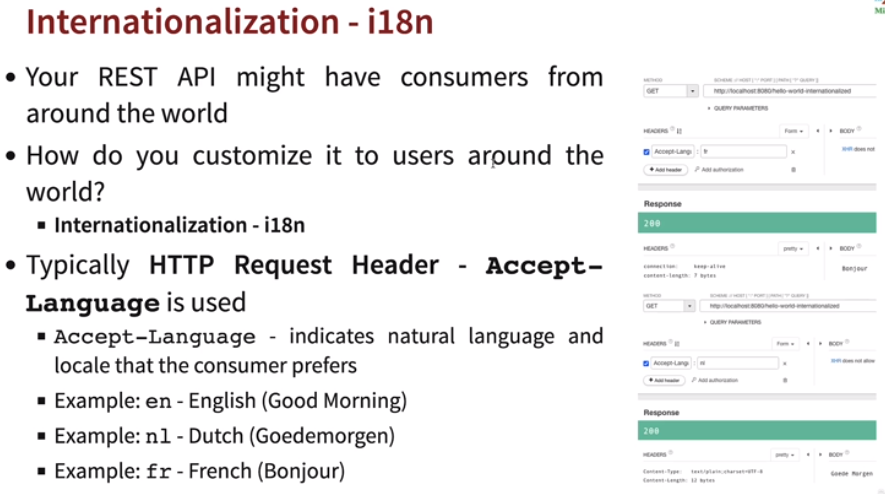 Internationalization - i18n
• Your REST API might have consumers from
around the world
• How do you customize it to users around the
world?
▪ Internationalization - i18n
• Typically HTTP Request Header - Accept-
Language is used
▪ Accept-Language - indicates natural language and
locale that the consumer prefers
▪ Example: en - English (Good Morning)
▪ Example: nl - Dutch (Goedemorgen)
▪ Example: fr - French (Bonjour)
METHOD SCHEME :// HOST [ ":" PORT ] [ PATH [ "?" QUERY ]]
GET http://localhost:8080/hello-world-internationalized
QUERY PARAMETERS
HEADERS Form BODY
Accept-Lang : fr XHR does not
+ Add header Add authorization
Response
200
HEADERS pretty BODY
connection: keep-alive Bonjour
content-length: 7 bytes
METHOD SCHEME :// HOST [ ":" PORT ] [ PATH [ "?" QUERY ]]
GET http://localhost:8080/hello-world-internationalized
QUERY PARAMETERS
HEADERS Form BODY
Accept-Lang : nl XHR does not allow
+ Add header Add authorization
Response
200
HEADERS pretty BODY
Content-Type: text/plain;charset=UTF-8 Goede Morgen
Content-Length: 12 bytes